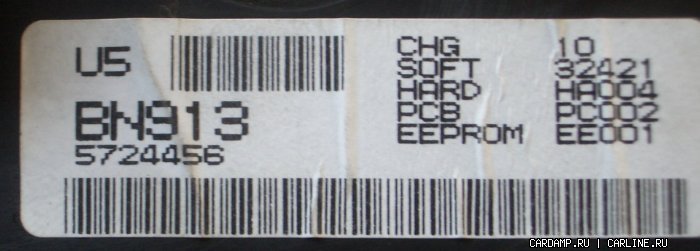 U5
BN913
5724456
CHG 10
SOFT 32421
HARD HA004
PCB PC002
EEPROM EE001
CARDAMP.RU | CARLINE.RU